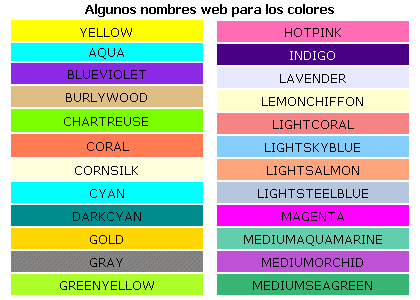 Algunos nombres web para los colores
YELLOW
AQUA
BLUEVIOLET
BURLYWOOD
CHARTREUSE
CORAL
CORNSILK
CYAN
DARKCYAN
GOLD
GRAY
GREENYELLOW
HOTPINK
INDIGO
LAVENDER
LEMONCHIFFON
LIGHTCORAL
LIGHTSKYBLUE
LIGHTSALMON
LIGHTSTEELBLUE
MAGENTA
MEDIUMAQUAMARINE
MEDIUMORCHID
MEDIUMSEAGREEN